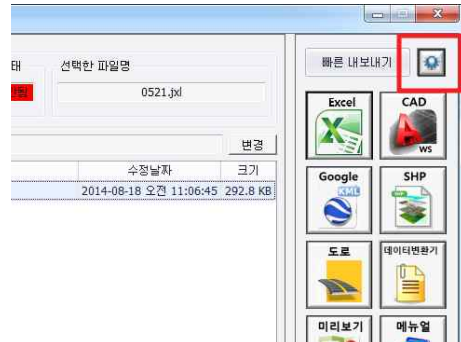 태
선택한 파일명
빠른 내보내기
0521.jxl
Excel
CAD
WS
변경
수정날짜
크기
2014-08-18 오전 11:06:45
292.8 KB
Google
KML
SHP
도로
데이터변환기
미리보기
메뉴얼